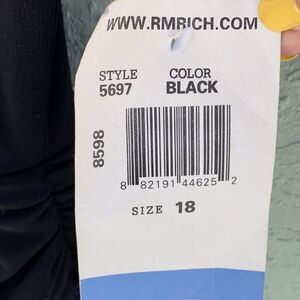 WWW.RMRICH.COM
STYLE COLOR
5697 BLACK
8598
8 82191 44625 2
SIZE 18